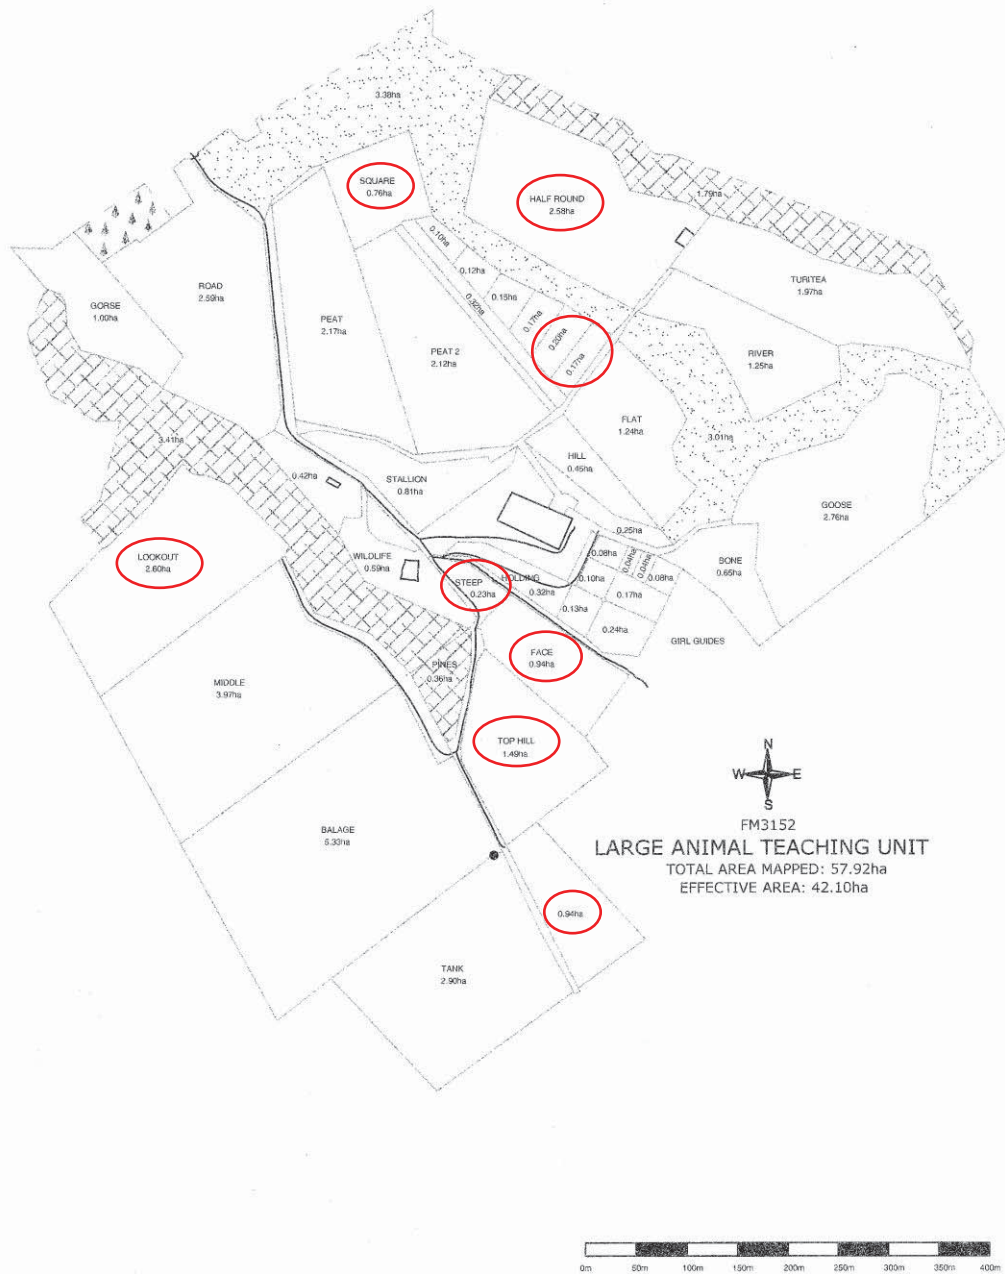 3.38ha
SQUARE
0.76ha
HALF ROUND
2.58ha
1.79ha
0.10ha
0.12ha
0.15ha
0.32ha
0.17ha
0.20ha
0.17ha
ROAD
2.59ha
GORSE
1.00ha
PEAT
2.17ha
PEAT 2
2.12ha
TURITEA
1.97ha
RIVER
1.25ha
FLAT
1.24ha
3.01ha
3.41ha
0.42ha
STALLION
0.81ha
HILL
0.45ha
GOOSE
2.76ha
0.25ha
LOOKOUT
2.60ha
WILDLIFE
0.59ha
STEEP
0.23ha
HOLDING
0.32ha
0.08ha
0.04ha
0.04ha
0.08ha
0.10ha
0.17ha
0.13ha
0.24ha
BONE
0.65ha
GIRL GUIDES
FACE
0.94ha
PINES
0.36ha
MIDDLE
3.97ha
TOP HILL
1.49ha
BALAGE
5.33ha
0.94ha
TANK
2.90ha
N
W E
S
FM3152
LARGE ANIMAL TEACHING UNIT
TOTAL AREA MAPPED: 57.92ha
EFFECTIVE AREA: 42.10ha
0m 50m 100m 150m 200m 250m 300m 350m 400m